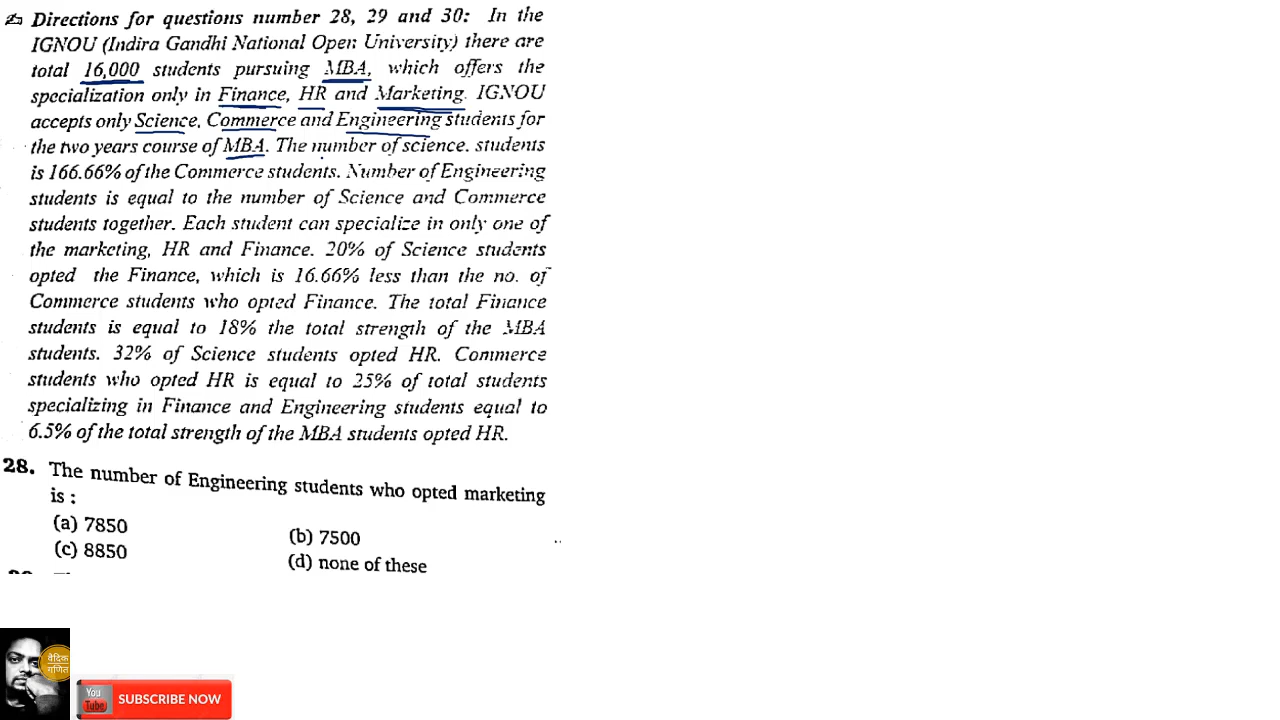 Directions for questions number 28, 29 and 30: In the
IGNOU (Indira Gandhi National Open University) there are
total 16,000 students pursuing MBA, which offers the
specialization only in Finance, HR and Marketing. IGNOU
accepts only Science, Commerce and Engineering students for
the two years course of MBA. The number of science. students
is 166.66% of the Commerce students. Number of Engineering
students is equal to the number of Science and Commerce
students together. Each student can specialize in only one of
the marketing, HR and Finance. 20% of Science students
opted the Finance, which is 16.66% less than the no. of
Commerce students who opted Finance. The total Finance
students is equal to 18% the total strength of the MBA
students. 32% of Science students opted HR. Commerce
students who opted HR is equal to 25% of total students
specializing in Finance and Engineering students equal to
6.5% of the total strength of the MBA students opted HR.
28. The number of Engineering students who opted marketing
is :
(a) 7850
(b) 7500
(c) 8850
(d) none of these
वैदिक
गणित
You
Tube
SUBSCRIBE NOW